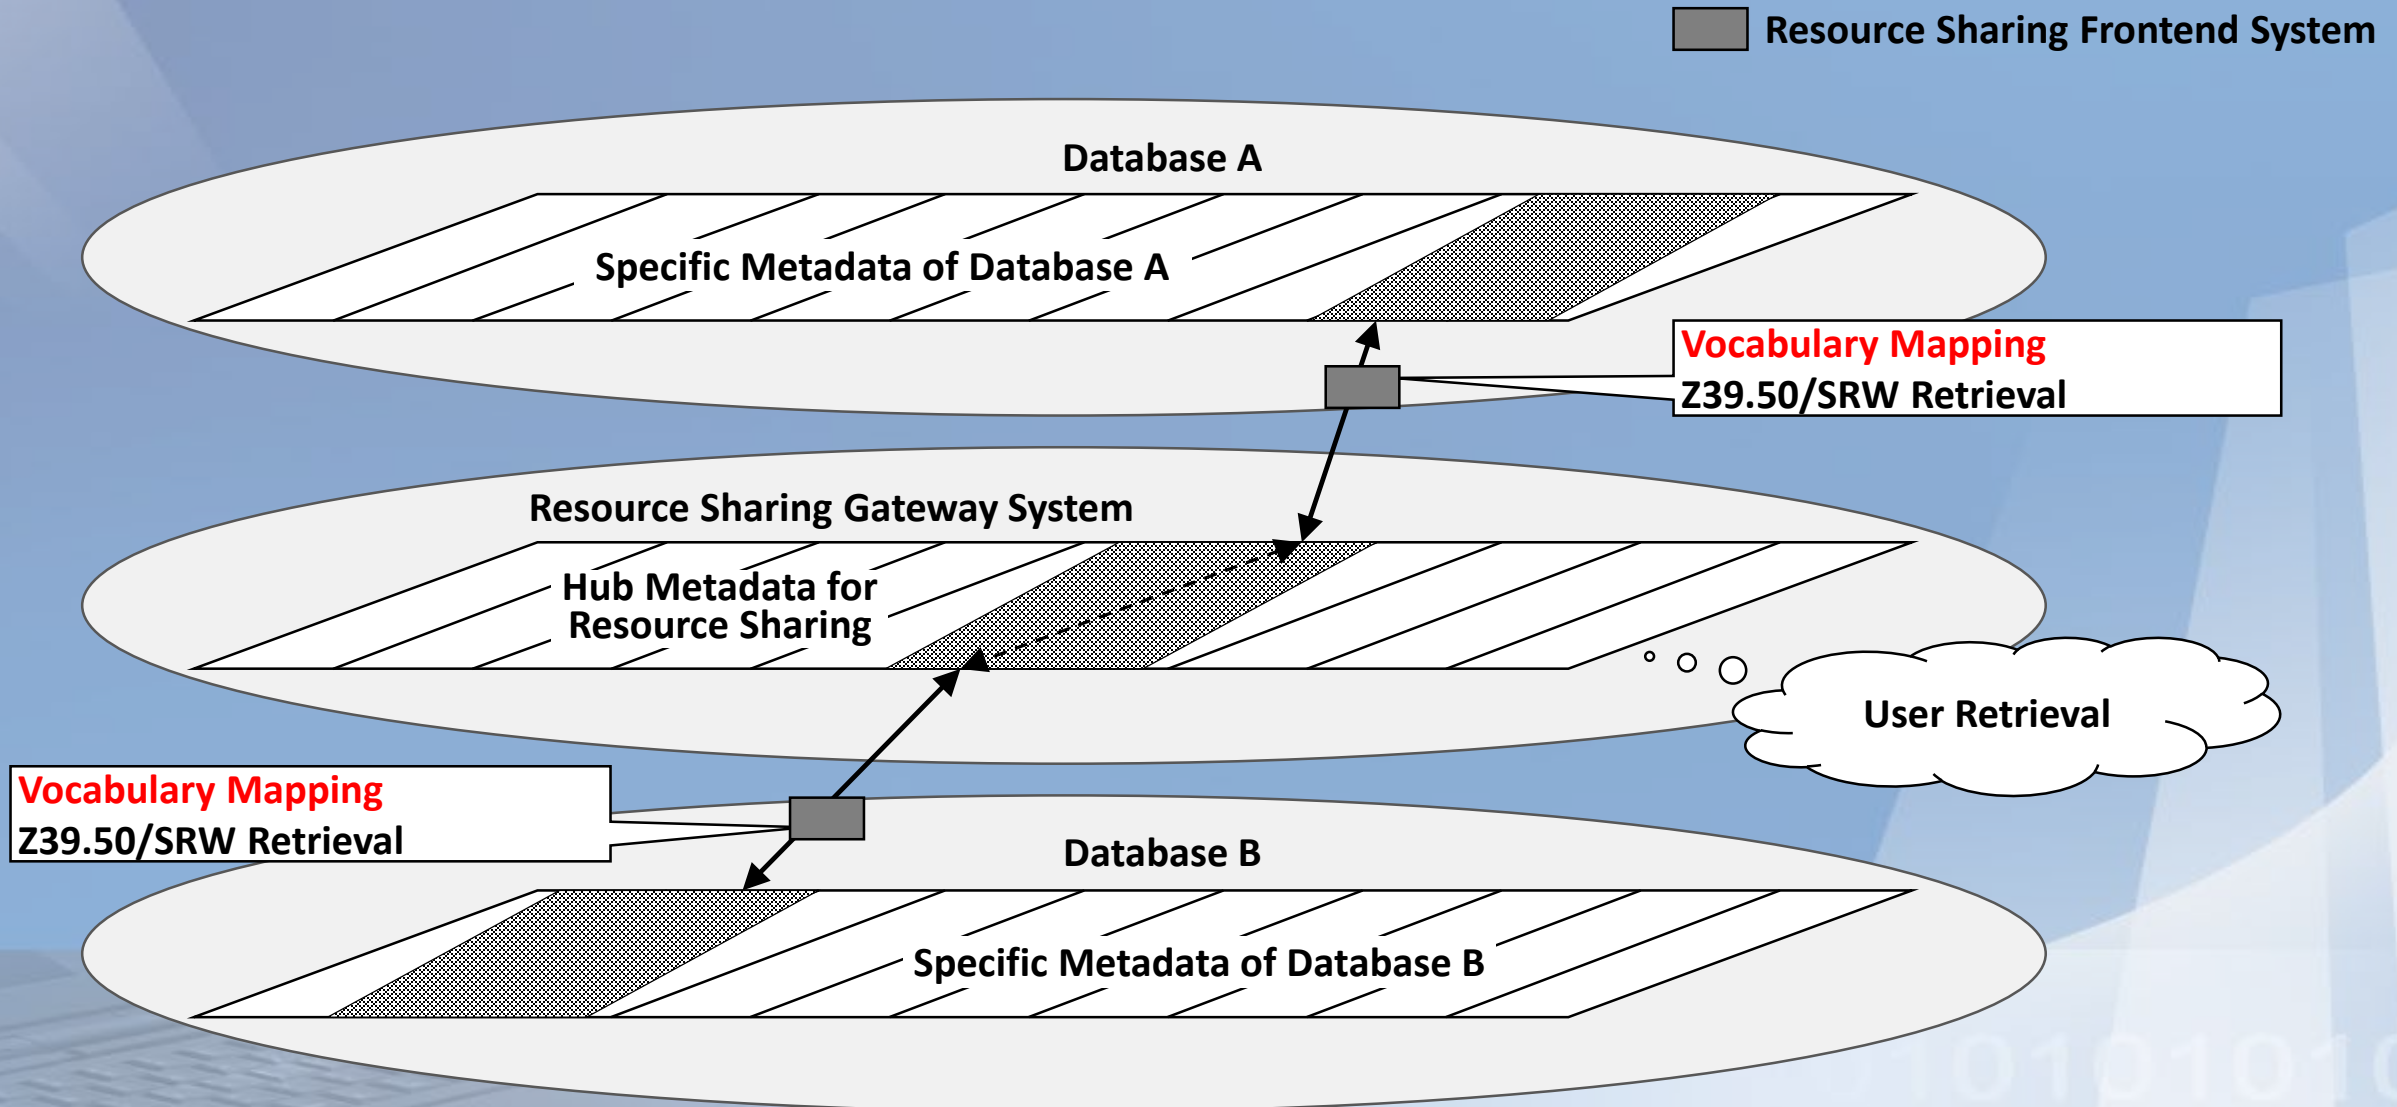 Resource Sharing Frontend System
Database A
Specific Metadata of Database A
Vocabulary Mapping
Z39.50/SRW Retrieval
Resource Sharing Gateway System
Hub Metadata for
Resource Sharing
User Retrieval
Vocabulary Mapping
Z39.50/SRW Retrieval
Database B
Specific Metadata of Database B
0101010